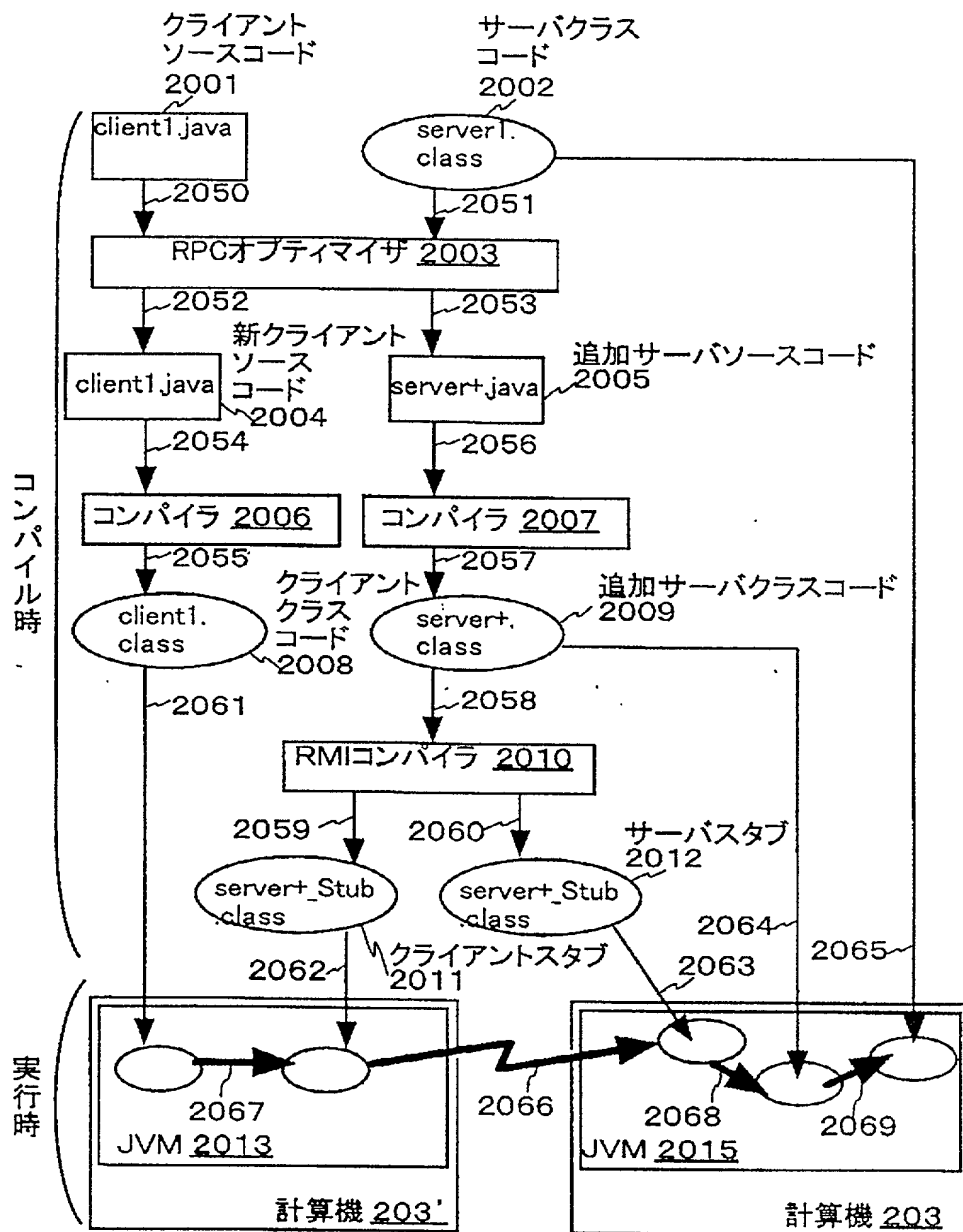 クライアント
ソースコード
2001
サーバクラス
コード
2002
client1.java
server1.
class
2050
2051
RPCオプティマイザ 2003
2052
2053
新クライアント
ソース
コード
2004
追加サーバソースコード
2005
client1.java
server+.java
2054
2056
コンパイラ 2006
コンパイラ 2007
2055
2057
クライアント
クラス
コード
2008
追加サーバクラスコード
2009
client1.
class
server+.
class
2061
2058
コンパイル時
RMIコンパイラ 2010
2059
2060
サーバスタブ
2012
server+_Stub
.class
server+_Stub
.class
クライアントスタブ
2011
2062
2063
2064
2065
実行時
2067
2066
2068
2069
JVM 2013
JVM 2015
計算機 203'
計算機 203